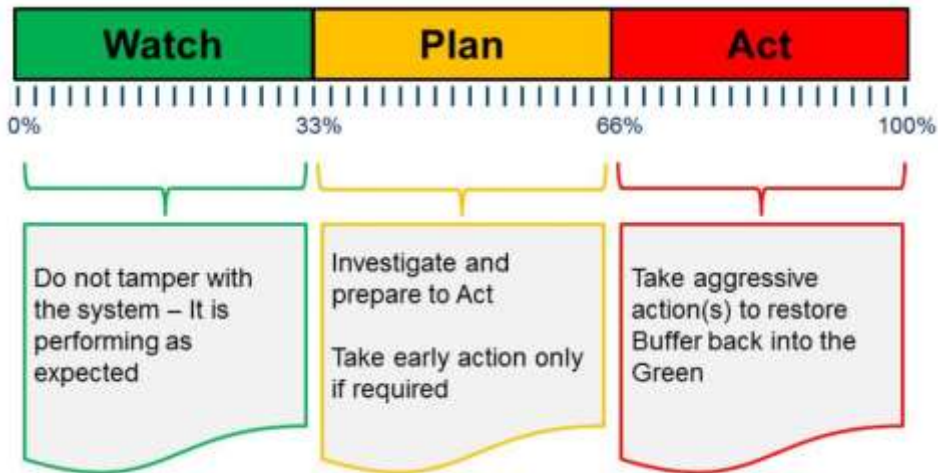 Watch Plan Act
0% 33% 66% 100%
Do not tamper with
the system – It is
performing as
expected
Investigate and
prepare to Act
Take early action only
if required
Take aggressive
action(s) to restore
Buffer back into the
Green